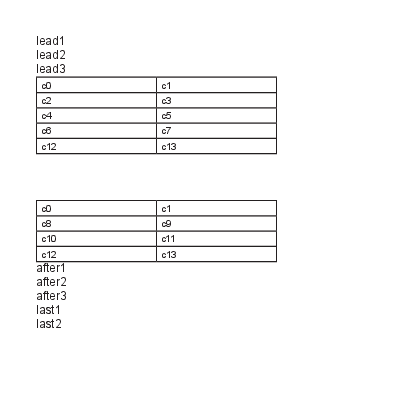 lead1
lead2
lead3
c0 c1
c2 c3
c4 c5
c6 c7
c12 c13
c0 c1
c8 c9
c10 c11
c12 c13
after1
after2
after3
last1
last2